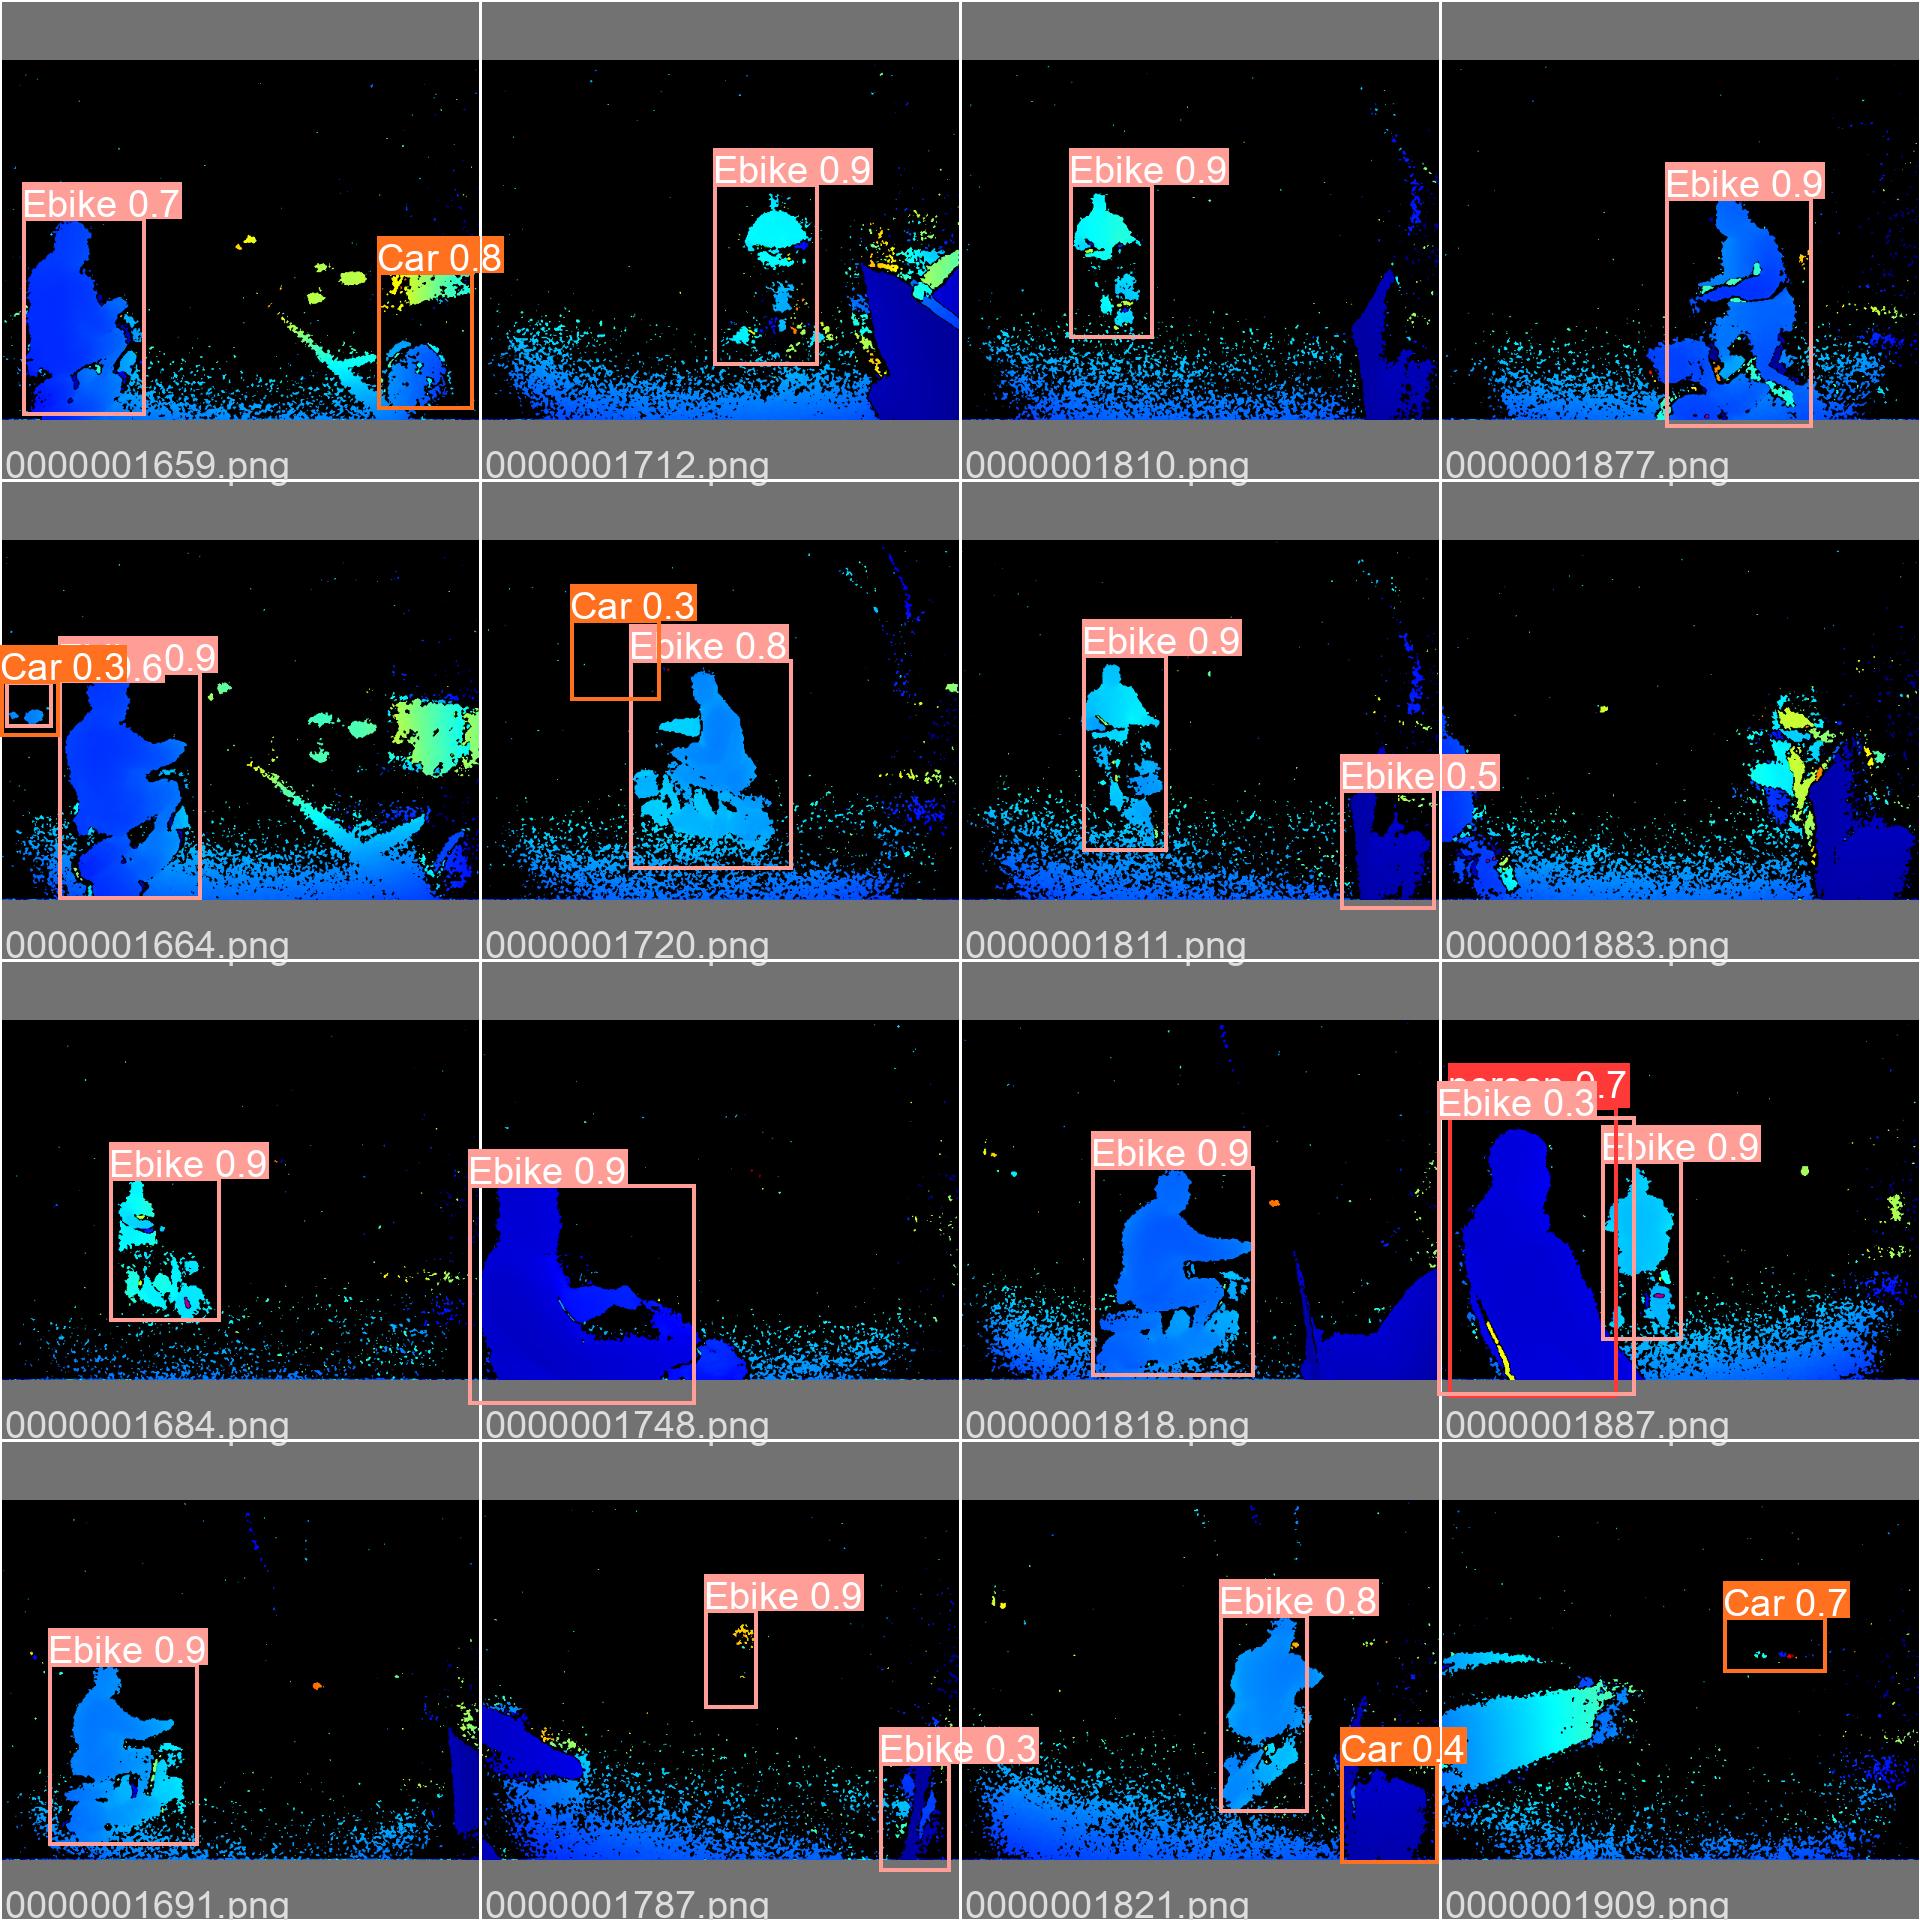 Ebike 0.7
Car 0.8
0000001659.png
Ebike 0.9
0000001712.png
Ebike 0.9
0000001810.png
Ebike 0.9
0000001877.png
Car 0.3
.6
0.9
0000001664.png
Car 0.3
Ebike 0.8
0000001720.png
Ebike 0.9
Ebike 0.5
0000001811.png
0000001883.png
Ebike 0.9
0000001684.png
Ebike 0.9
0000001748.png
Ebike 0.9
0000001818.png
person 0.7
Ebike 0.3
Ebike 0.9
0000001887.png
Ebike 0.9
0000001691.png
Ebike 0.9
Ebike 0.3
0000001787.png
Ebike 0.8
Car 0.4
0000001821.png
Car 0.7
0000001909.png